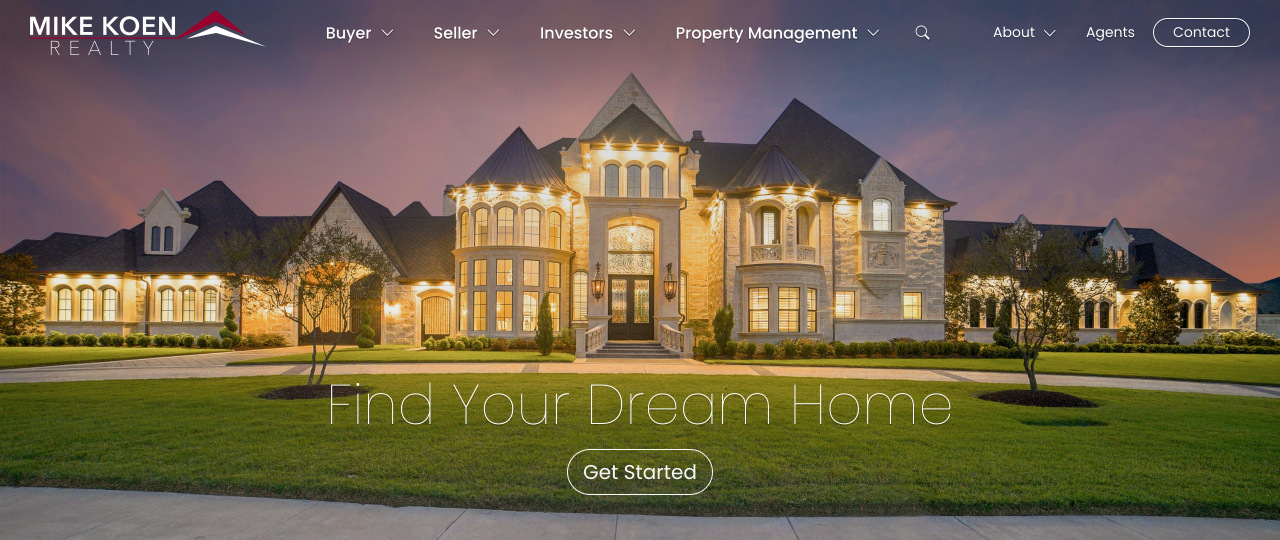 MIKE KOEN
REALTY
Buyer
Seller
Investors
Property Management
About
Agents
Contact
Find Your Dream Home
Get Started